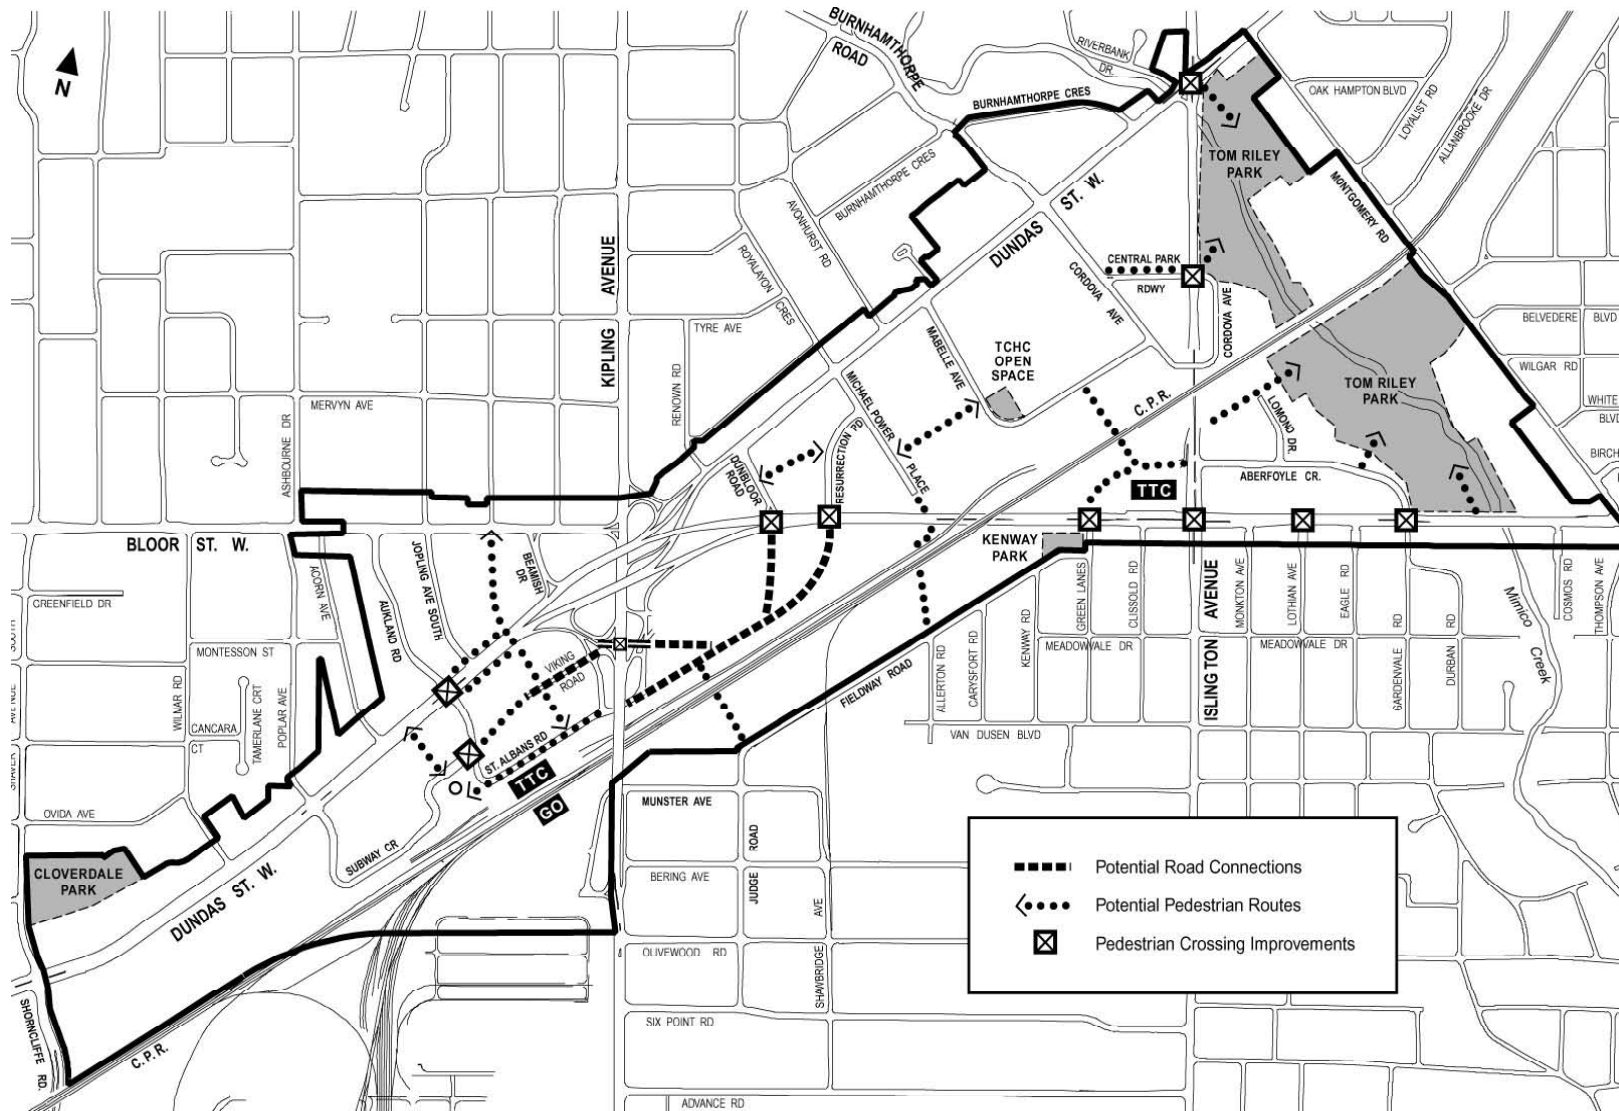 BURNHAMTHORPE
ROAD
RIVERBANK
DR.
BURNHAMTHORPE CRES
OAK HAMPTON BLVD
LOYALIST RD
ALLANBROOKE DR
N
TOM RILEY
PARK
MONTGOMERY RD
BURNHAMTHORPE CRES
AVONHURST RD
ST. W.
DUNDAS
ROYALAYON
CRES
KIPLING AVENUE
CENTRAL PARK
RDWY
CORDOVA
AVE
CORDOVA AVE
TYRE AVE
BELVEDERE BLVD
WILGAR RD
WHITE
BLVD
BIRCH
MABELLE AVE
TCHC
OPEN
SPACE
C.P.R.
TOM RILEY
PARK
LOMOND DR.
RENOWN RD
MERVYN AVE
ASHBOURNE DR
MICHAEL POWER
PLACE
RESURRECTION RD
DUNBLOOR
ROAD
ABERFOYLE CR.
TTC
KENWAY
PARK
BLOOR ST. W.
ACORN AVE
AUKLAND RD
JOPLING AVE SOUTH
BEAMISH
DR
GREENFIELD DR
MONTESSON ST
WILMAR RD
CANCARA
CT
TAMERLANE CRT
POPLAR AVE
VIKING
ROAD
ST. ALBANS RD
TTC
GO
FIELDWAY ROAD
ALLERTON RD
CARYSFORT RD
KENWAY RD
GREEN LANES
CLISSOLD RD
MEADOWVALE DR
ISLINGTON AVENUE
MONKTON AVE
LOTHIAN AVE
EAGLE RD
MEADOWVALE DR
GARDENVALE RD
DURBAN RD
Mimico
Creek
COSMOS RD
THOMPSON AVE
VAN DUSEN BLVD
SHAVER AVENUE SOUTH
OVIDA AVE
SUBWAY CR
CLOVERDALE
PARK
DUNDAS ST. W.
MUNSTER AVE
JUDGE ROAD
BERING AVE
SHAWBRIDGE AVE
OLIVEWOOD RD
SIX POINT RD
ADVANCE RD
SHORNCLIFFE RD.
C.P.R.
Potential Road Connections
Potential Pedestrian Routes
Pedestrian Crossing Improvements